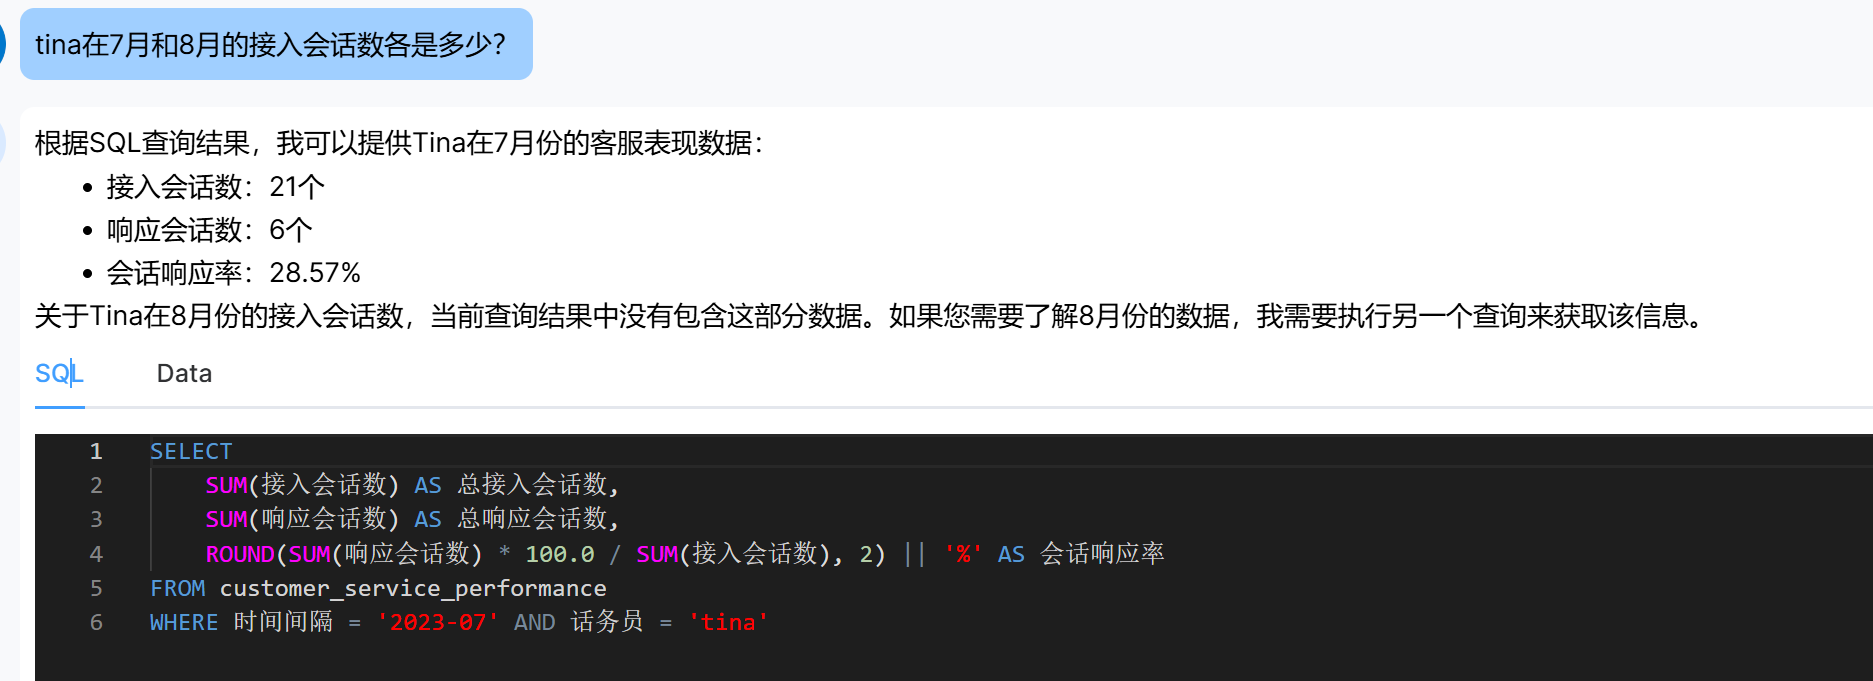 tina在7月和8月的接入会话数各是多少？
根据SQL查询结果，我可以提供Tina在7月份的客服表现数据：
• 接入会话数：21个
• 响应会话数：6个
• 会话响应率：28.57%
关于Tina在8月份的接入会话数，当前查询结果中没有包含这部分数据。如果您需要了解8月份的数据，我需要执行另一个查询来获取该信息。
SQL Data
1 SELECT
2 SUM(接入会话数) AS 总接入会话数,
3 SUM(响应会话数) AS 总响应会话数,
4 ROUND(SUM(响应会话数) * 100.0 / SUM(接入会话数), 2) || '%' AS 会话响应率
5 FROM customer_service_performance
6 WHERE 时间间隔 = '2023-07' AND 话务员 = 'tina'